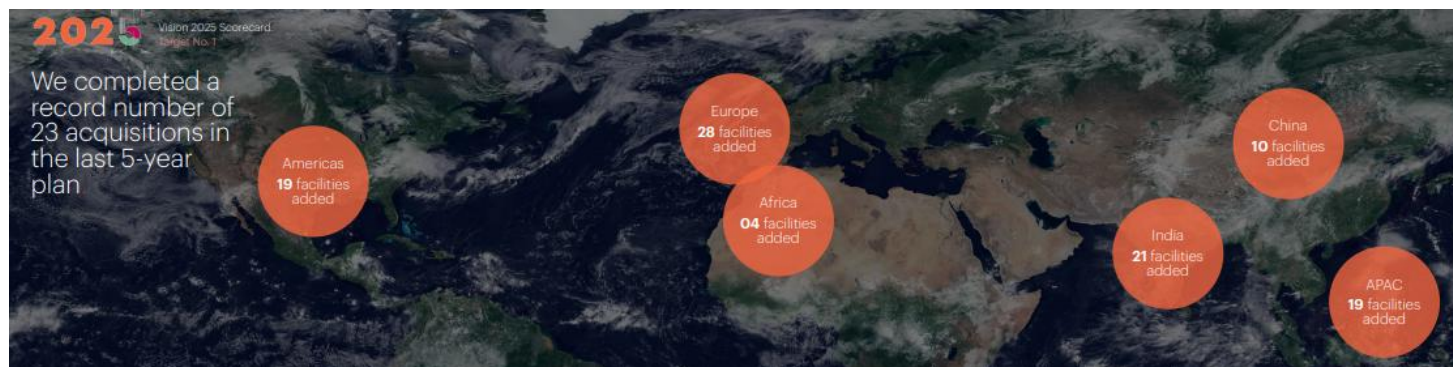 2025
Vision 2025 Scorecard
Target No. 1
We completed a
record number of
23 acquisitions in
the last 5-year
plan
Americas
19 facilities
added
Europe
28 facilities
added
Africa
04 facilities
added
China
10 facilities
added
India
21 facilities
added
APAC
19 facilities
added